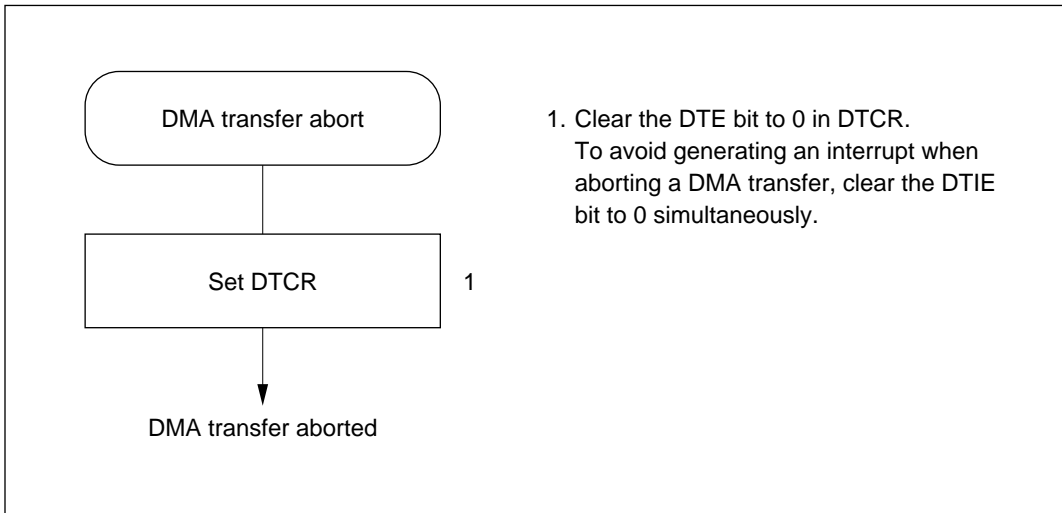 DMA transfer abort
Set DTCR
1
DMA transfer aborted
1. Clear the DTE bit to 0 in DTCR.
To avoid generating an interrupt when
aborting a DMA transfer, clear the DTIE
bit to 0 simultaneously.